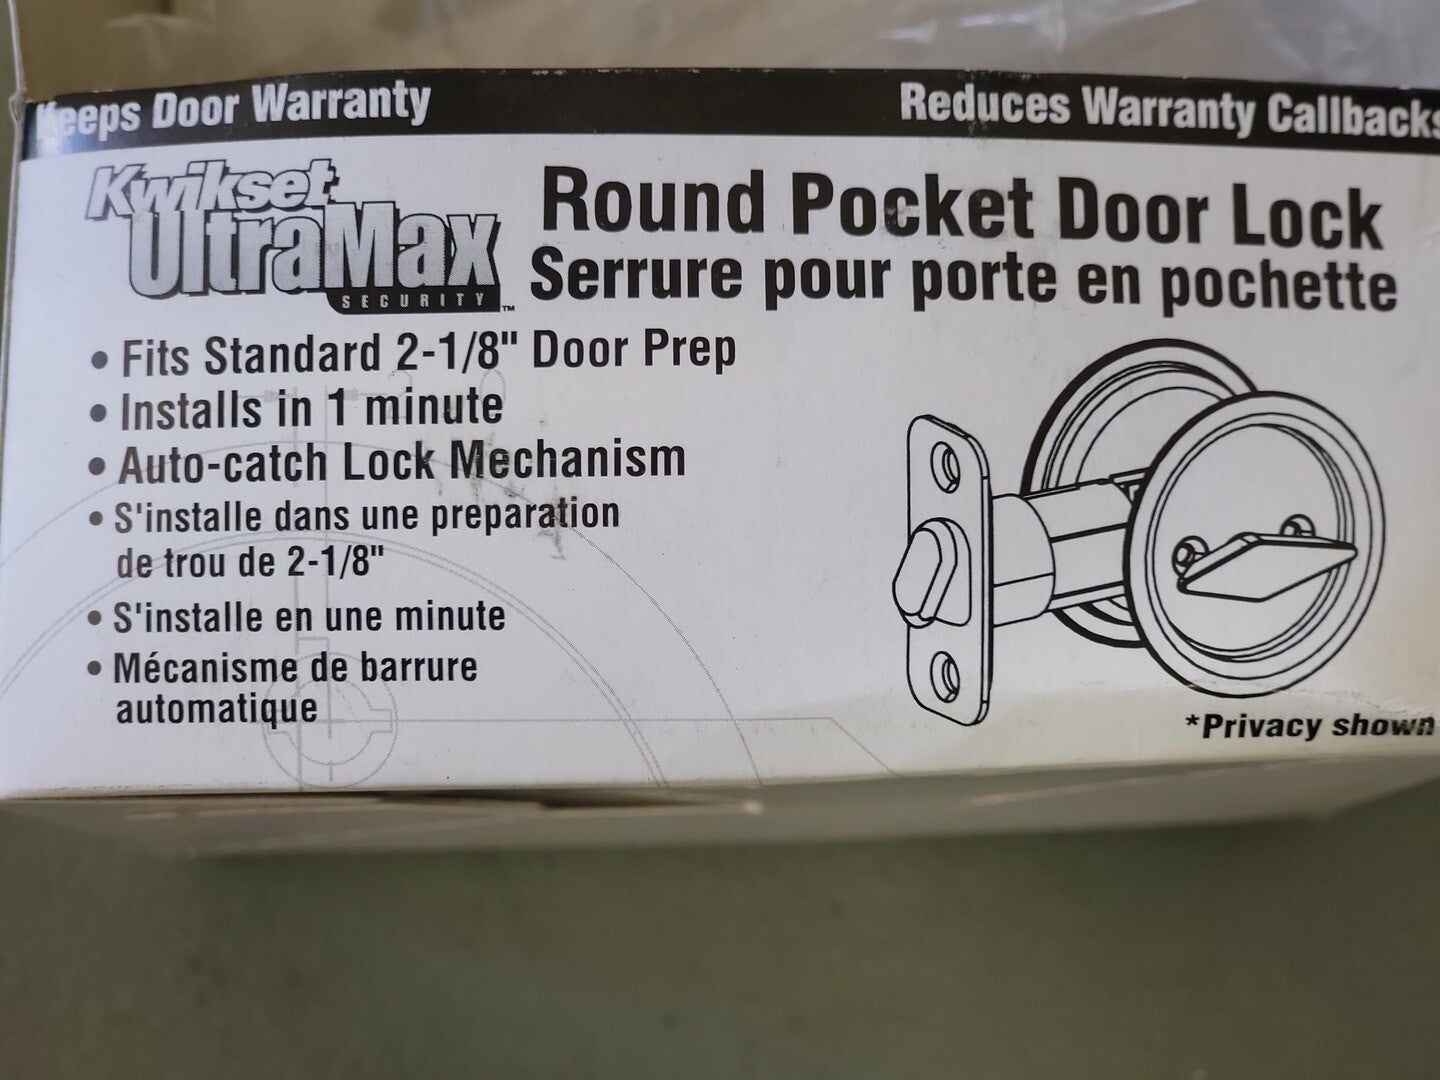 Keeps Door Warranty
Reduces Warranty Callbacks
Kwikset
UltraMax
SECURITY™
Round Pocket Door Lock
Serrure pour porte en pochette
• Fits Standard 2-1/8" Door Prep
• Installs in 1 minute
• Auto-catch Lock Mechanism
• S'installe dans une preparation
de trou de 2-1/8"
• S'installe en une minute
• Mécanisme de barrure
automatique
*Privacy shown